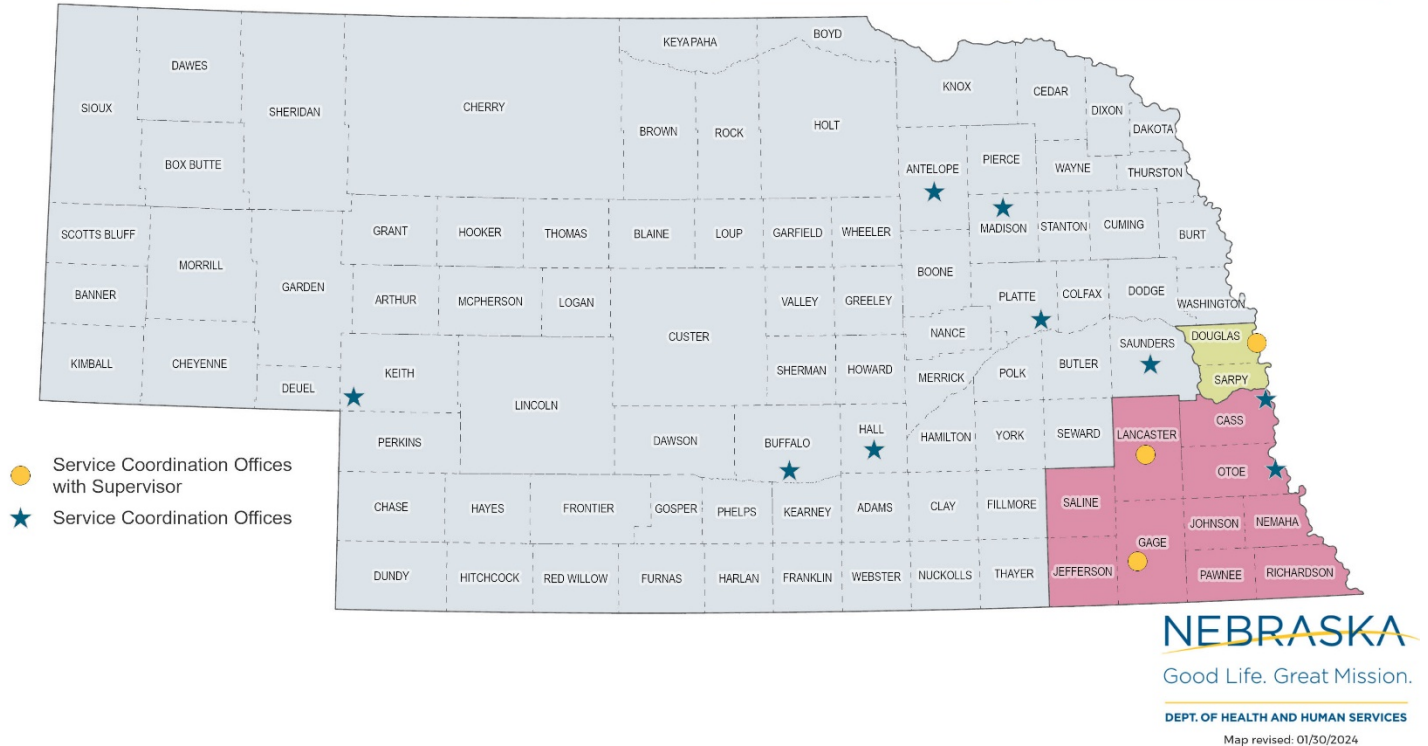 KEYA PAHA
BOYD
DAWES
KNOX
CEDAR
SIOUX
SHERIDAN
CHERRY
BROWN
ROCK
HOLT
DIXON
DAKOTA
BOX BUTTE
ANTELOPE
PIERCE
WAYNE
THURSTON
SCOTTS BLUFF
GRANT
HOOKER
THOMAS
BLAINE
LOUP
GARFIELD
WHEELER
MADISON
STANTON
CUMING
BURT
MORRILL
BANNER
GARDEN
ARTHUR
MCPHERSON
LOGAN
VALLEY
GREELEY
BOONE
PLATTE
COLFAX
DODGE
WASHINGTON
CUSTER
NANCE
KIMBALL
CHEYENNE
DEUEL
KEITH
SHERMAN
HOWARD
MERRICK
POLK
BUTLER
SAUNDERS
DOUGLAS
SARPY
LINCOLN
PERKINS
DAWSON
BUFFALO
HALL
HAMILTON
YORK
SEWARD
LANCASTER
CASS
OTOE
Service Coordination Offices
with Supervisor
Service Coordination Offices
CHASE
HAYES
FRONTIER
GOSPER
PHELPS
KEARNEY
ADAMS
CLAY
FILLMORE
SALINE
GAGE
JOHNSON
NEMAHA
DUNDY
HITCHCOCK
RED WILLOW
FURNAS
HARLAN
FRANKLIN
WEBSTER
NUCKOLLS
THAYER
JEFFERSON
PAWNEE
RICHARDSON
NEBRASKA
Good Life. Great Mission.
DEPT. OF HEALTH AND HUMAN SERVICES
Map revised: 01/30/2024